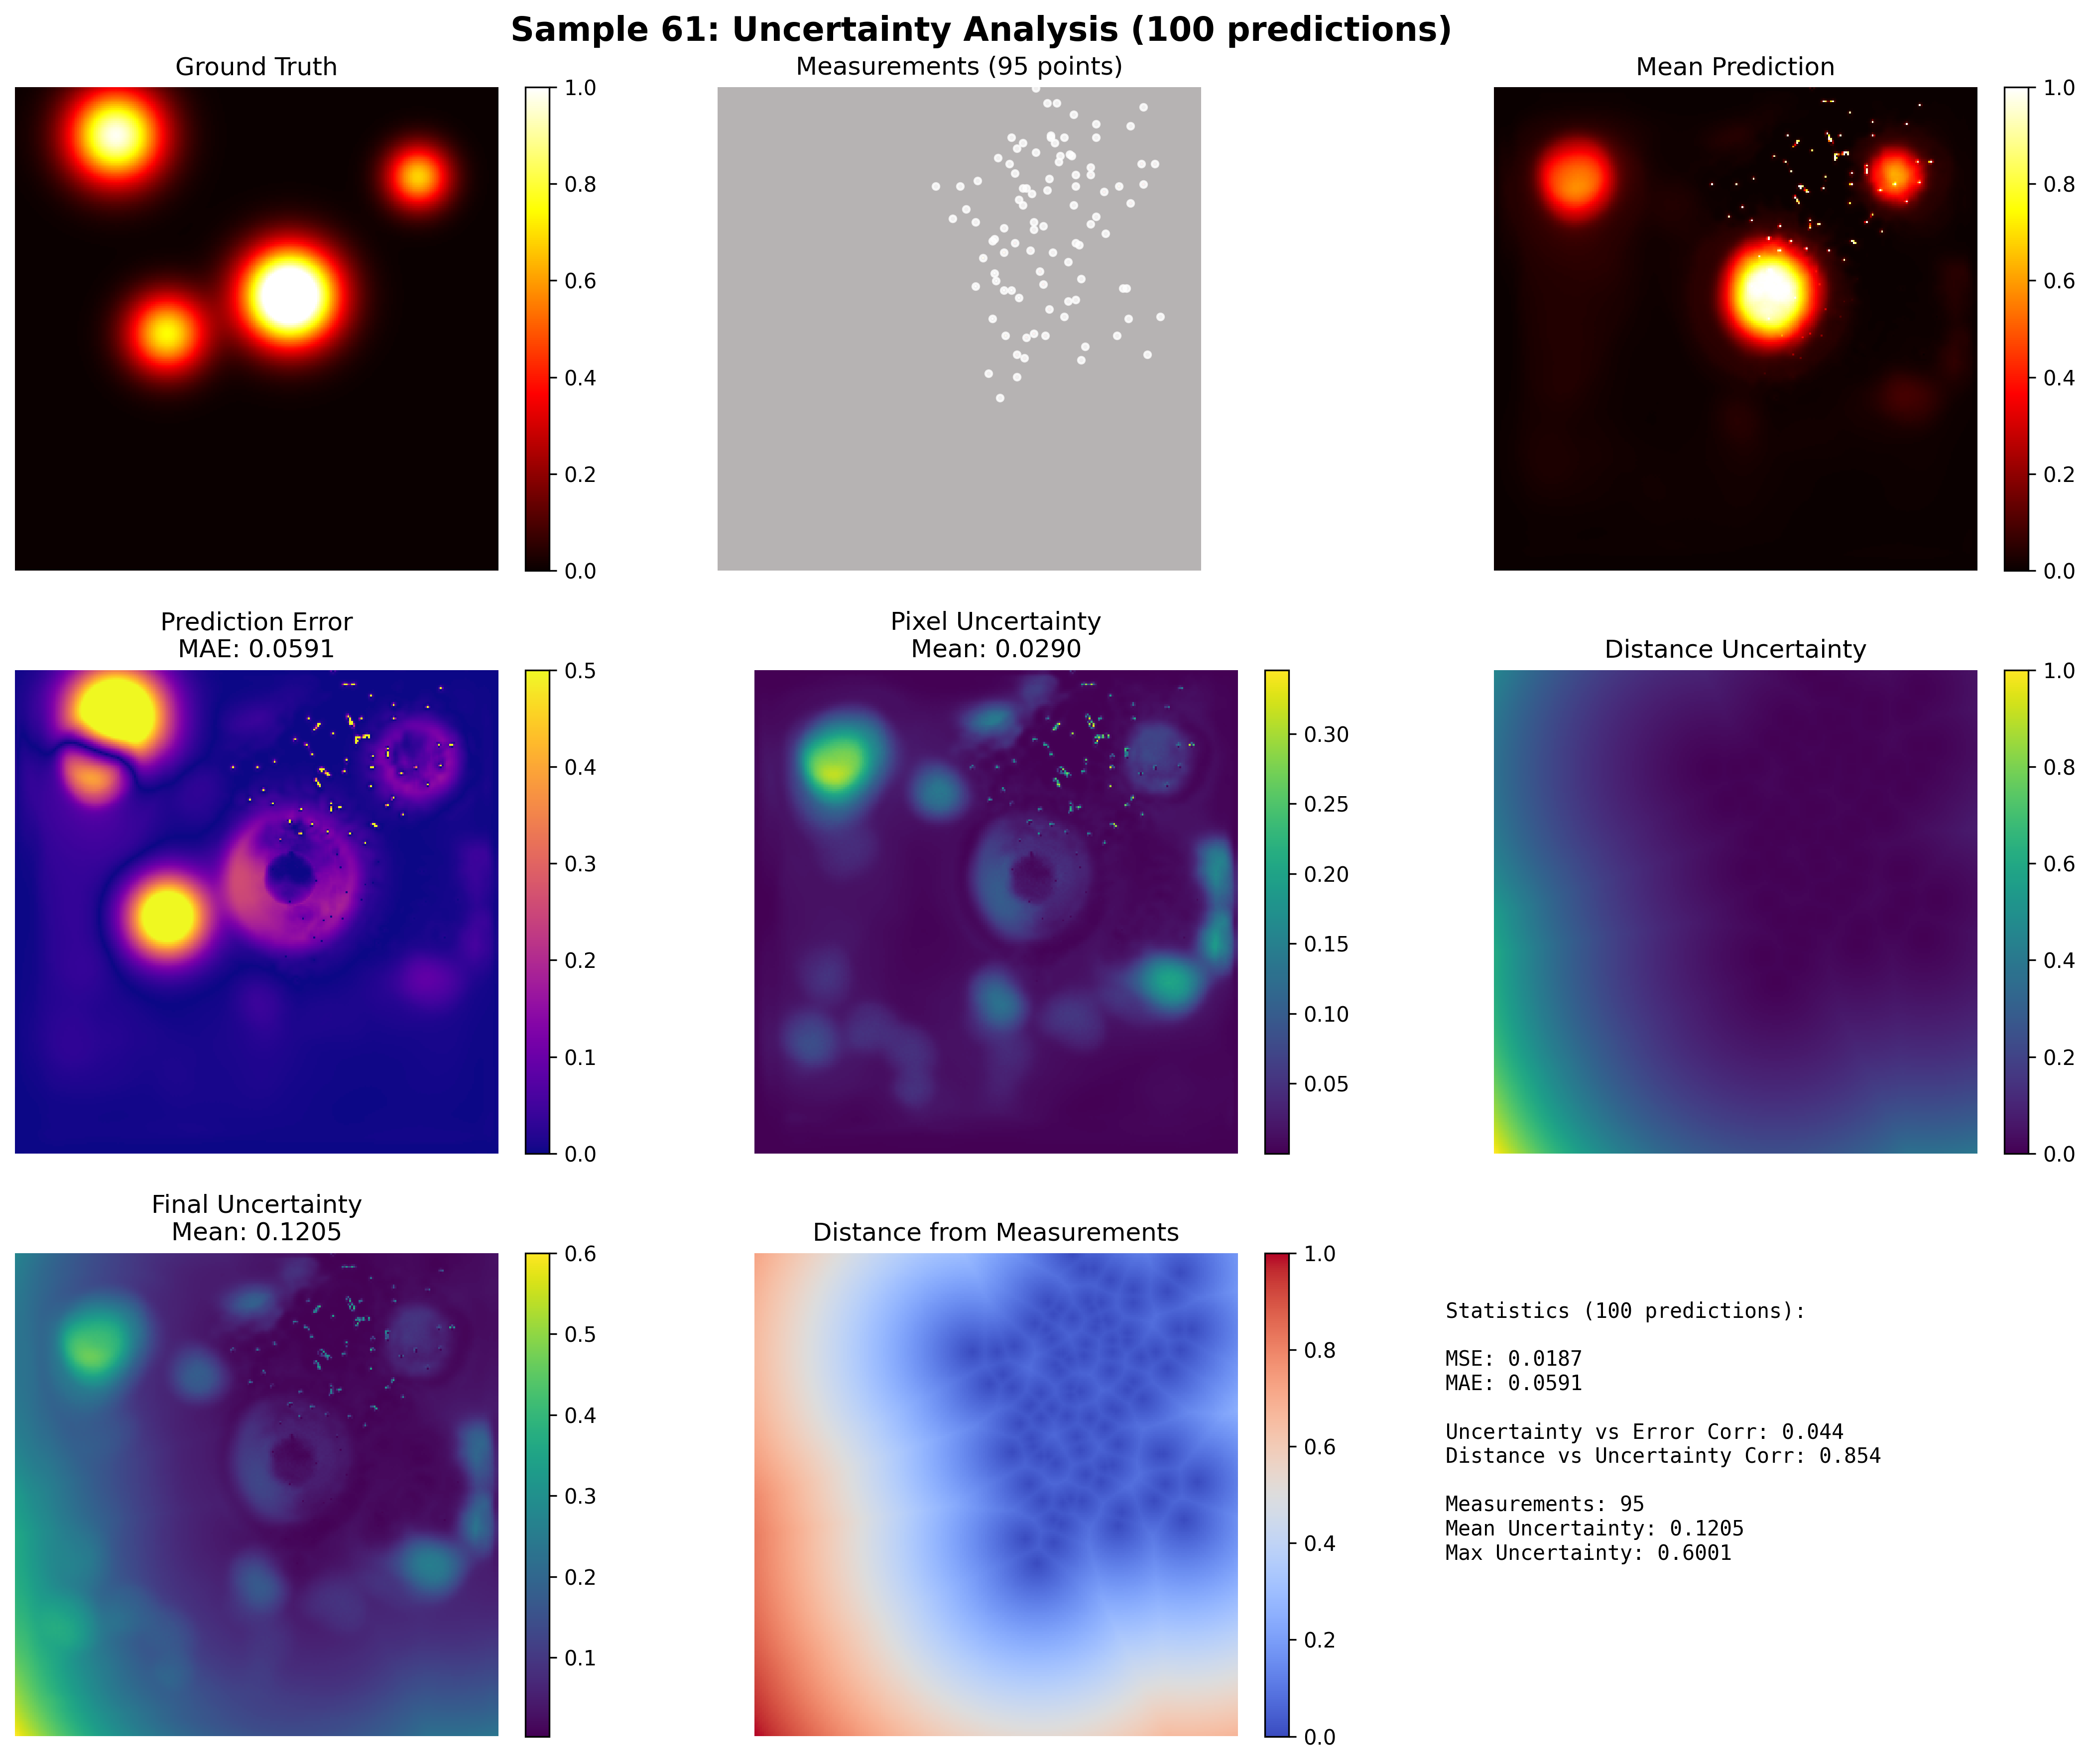 Sample 61: Uncertainty Analysis (100 predictions)
Ground Truth
1.0
0.8
0.6
0.4
0.2
0.0
Measurements (95 points)
Mean Prediction
1.0
0.8
0.6
0.4
0.2
0.0
Prediction Error
MAE: 0.0591
0.5
0.4
0.3
0.2
0.1
0.0
Pixel Uncertainty
Mean: 0.0290
0.30
0.25
0.20
0.15
0.10
0.05
Distance Uncertainty
1.0
0.8
0.6
0.4
0.2
0.0
Final Uncertainty
Mean: 0.1205
0.6
0.5
0.4
0.3
0.2
0.1
Distance from Measurements
1.0
0.8
0.6
0.4
0.2
0.0
Statistics (100 predictions):
MSE: 0.0187
MAE: 0.0591
Uncertainty vs Error Corr: 0.044
Distance vs Uncertainty Corr: 0.854
Measurements: 95
Mean Uncertainty: 0.1205
Max Uncertainty: 0.6001